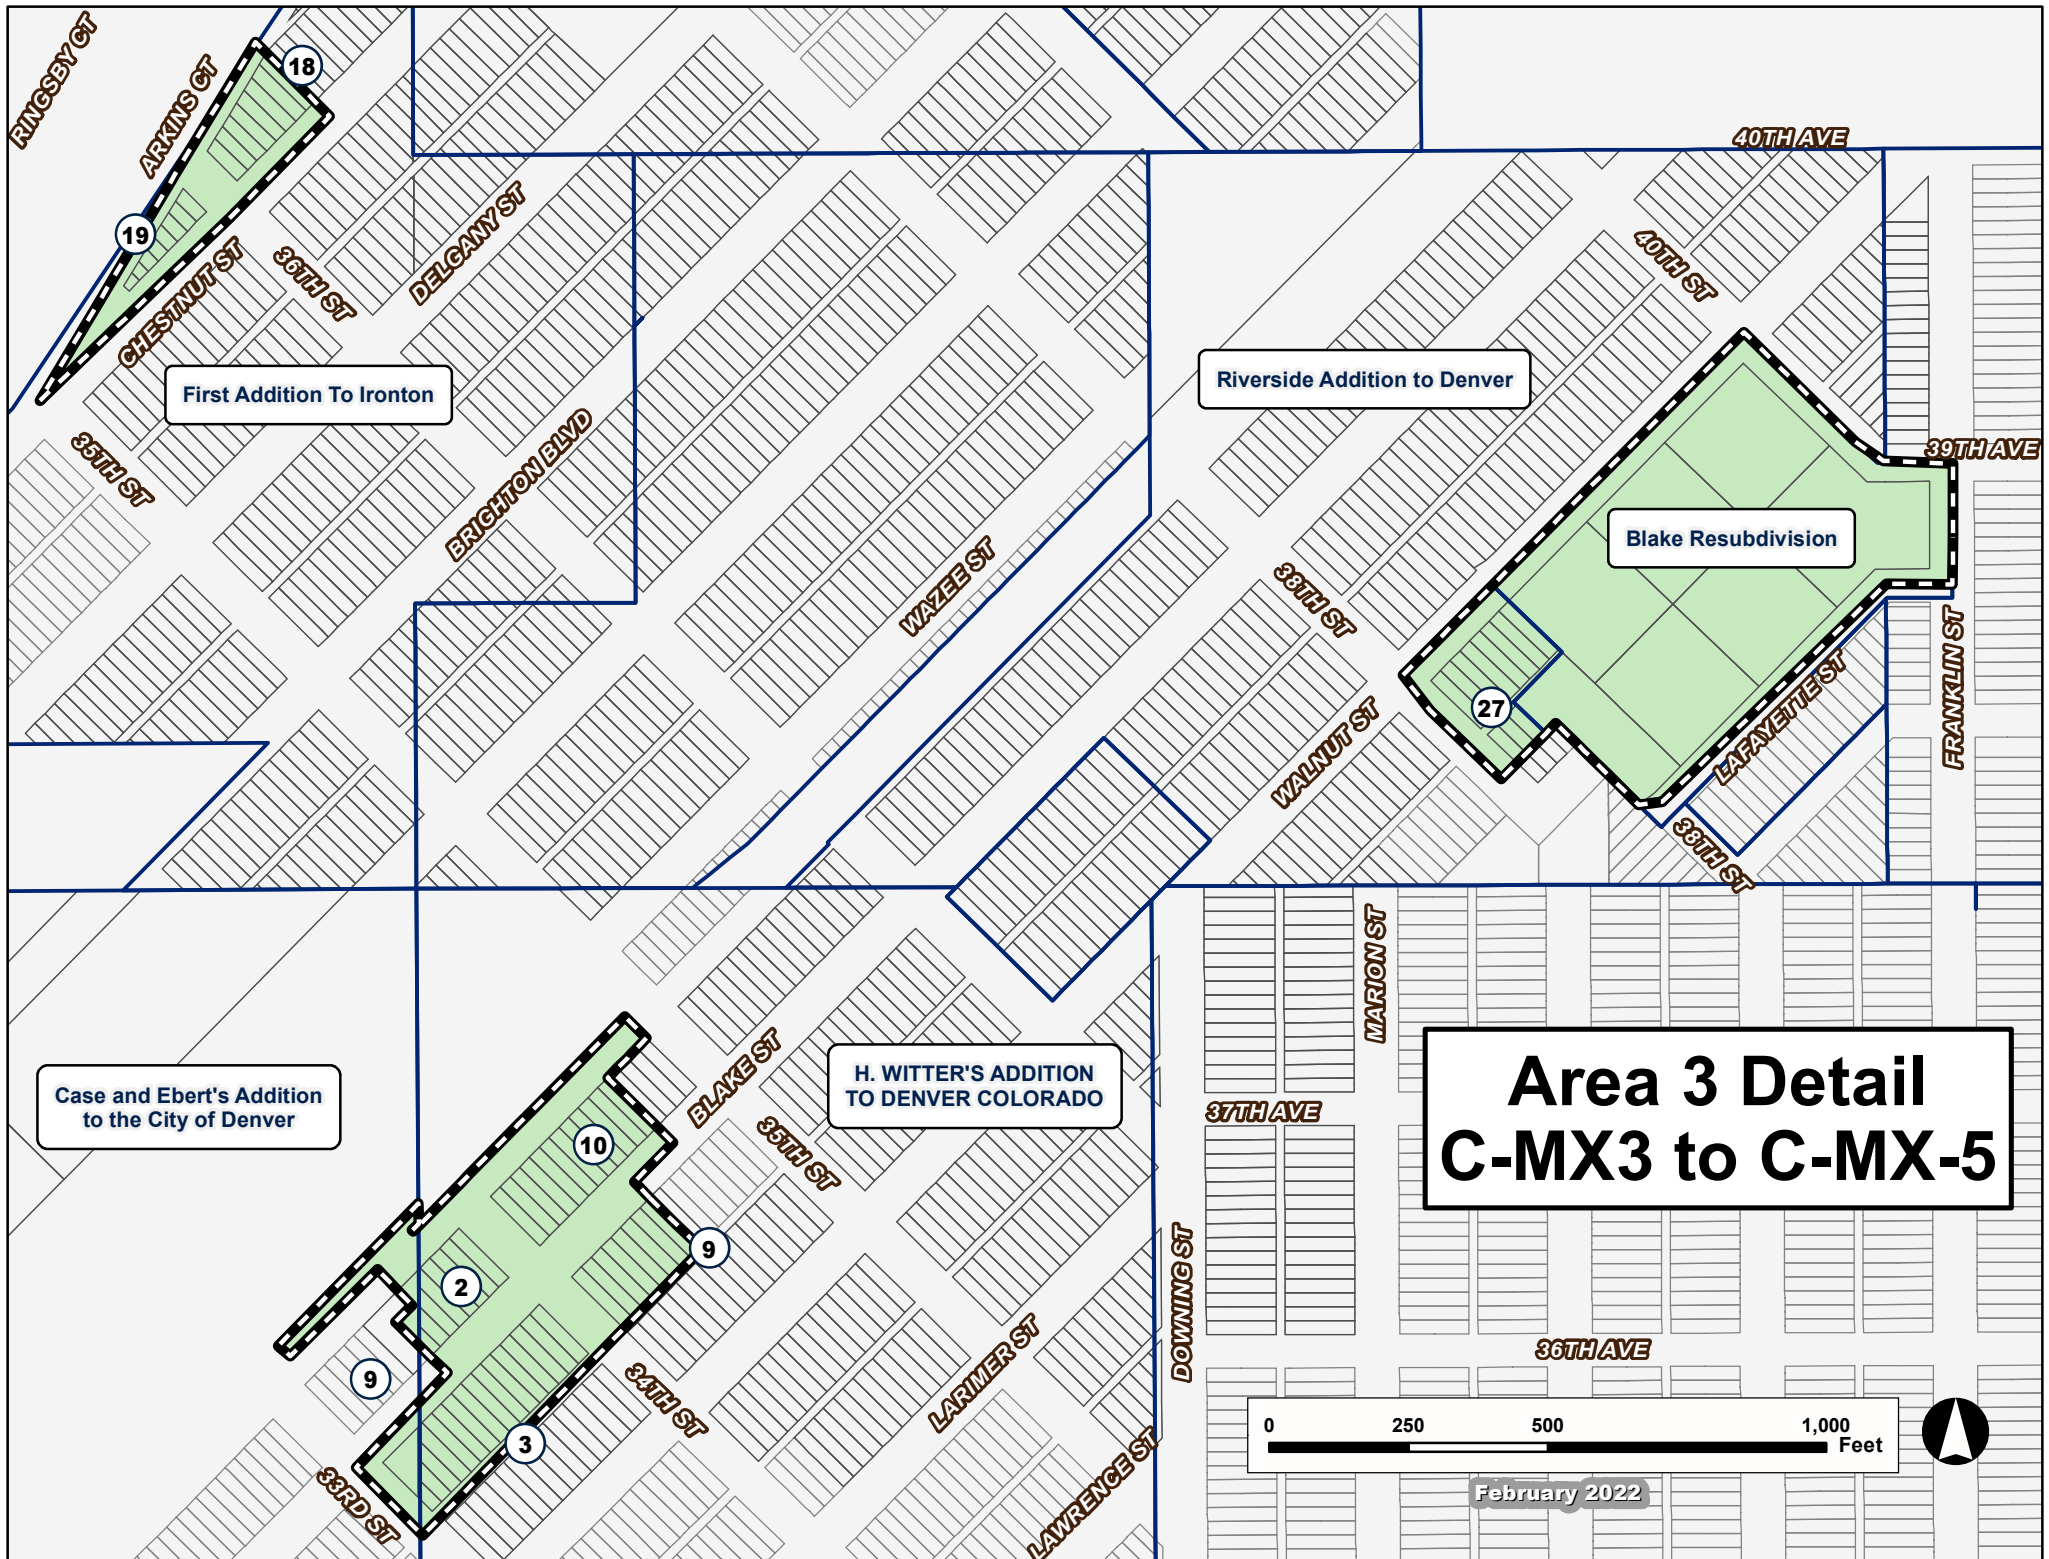 RINGSBY CT
ARKINS CT
18
19
CHESTNUT ST
36TH ST
DELGANY ST
40TH AVE
40TH ST
First Addition To Ironton
Riverside Addition to Denver
35TH ST
BRIGHTON BLVD
39TH AVE
Blake Resubdivision
WAZEE ST
38TH ST
27
WALNUT ST
LAFAYETTE ST
FRANKLIN ST
38TH ST
MARION ST
Case and Ebert's Addition
to the City of Denver
H. WITTER'S ADDITION
TO DENVER COLORADO
BLAKE ST
35TH ST
37TH AVE
10
9
2
9
3
Area 3 Detail
C-MX3 to C-MX-5
DOWNING ST
36TH AVE
34TH ST
LARIMER ST
33RD ST
LAWRENCE ST
0 250 500 1,000
Feet
February 2022